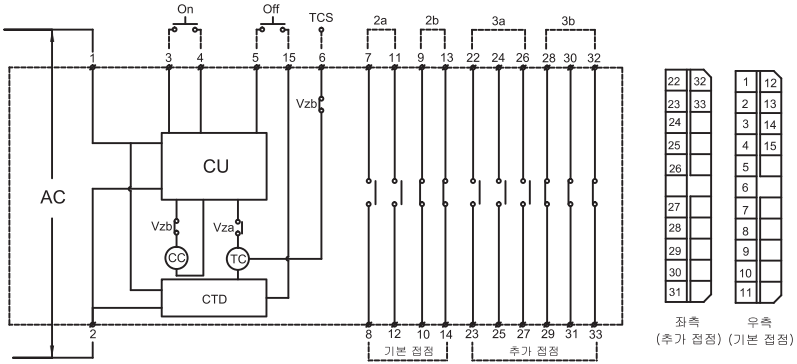 On Off TCS 2a 2b 3a 3b
1 3 4 5 15 6 7 11 9 13 22 24 26 28 30 32
Vzb
CU
AC
Vzb Vza
CC TC
CTD
2 8 12 10 14 23 25 27 29 31 33
기본 접점 추가 접점
22 32
23 33
24
25
26
27
28
29
30
31
좌측
(추가 접점)
1 12
2 13
3 14
4 15
5
6
7
8
9
10
11
우측
(기본 접점)